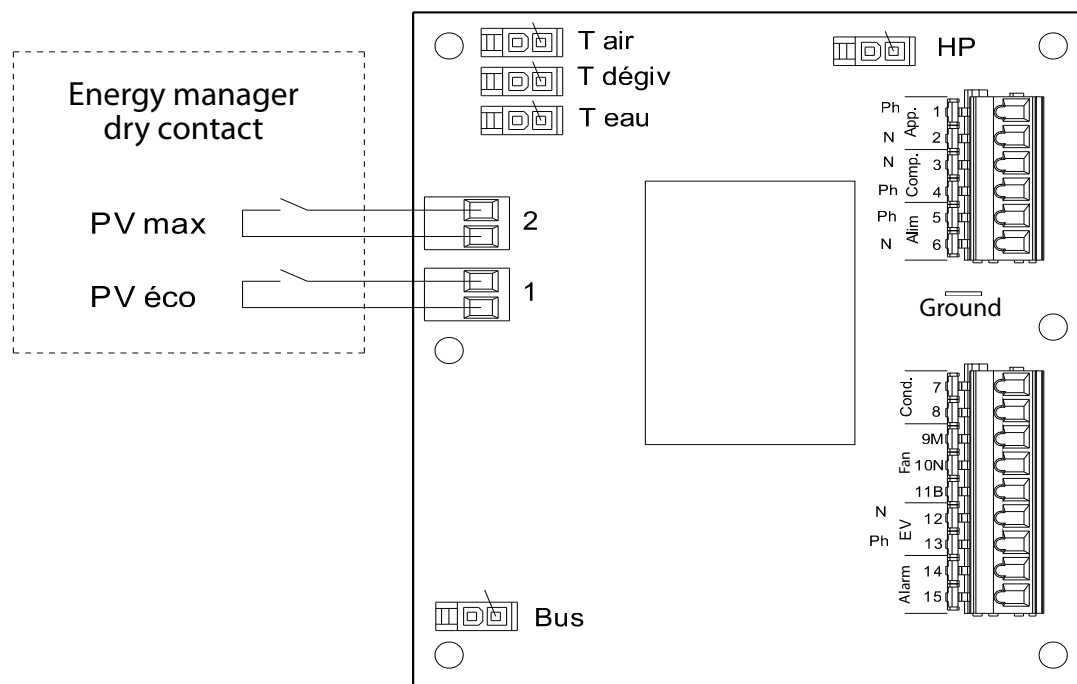 Energy manager
dry contact
PV max
PV éco
2
1
T air
T dégiv
T eau
HP
App.
Ph 1
N 2
Comp.
N 3
Ph 4
Alim
Ph 5
N 6
Ground
Cond.
7
8
Fan
9M
10N
11B
EV
N 12
Ph 13
Alarm
14
15
Bus